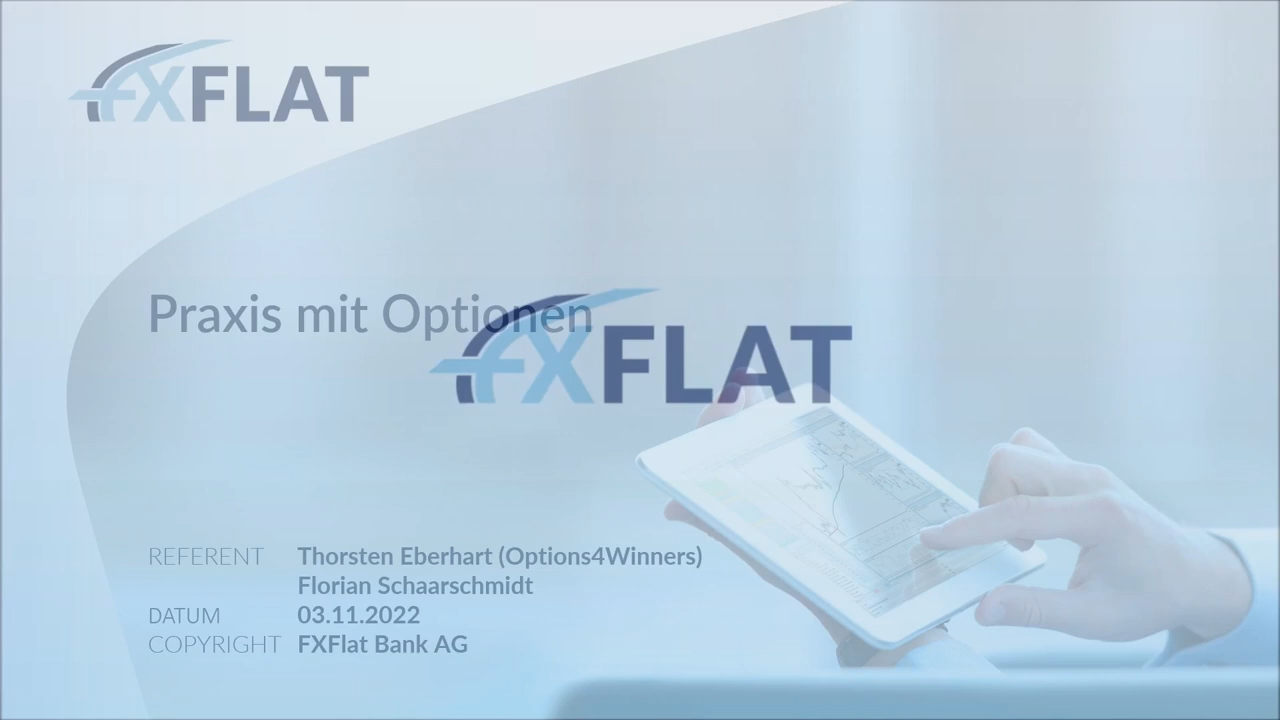 FXFLAT
Praxis mit Optionen
FXFLAT
REFERENT Thorsten Eberhart (Options4Winners)
Florian Schaarschmidt
DATUM 03.11.2022
COPYRIGHT FXFlat Bank AG